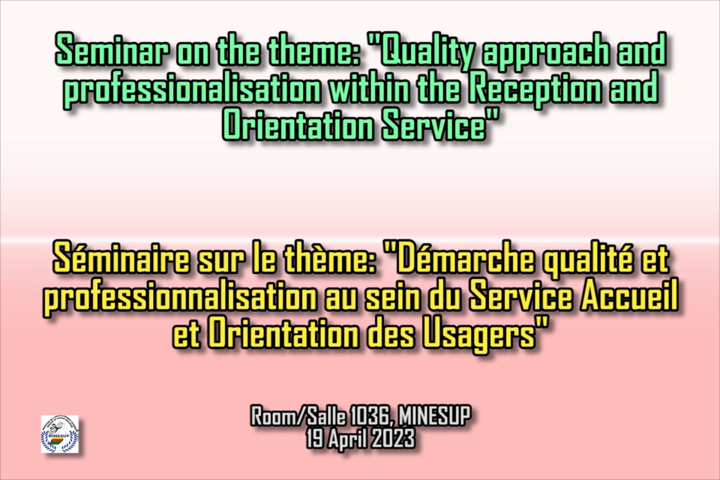 Seminar on the theme: "Quality approach and
professionalisation within the Reception and
Orientation Service"
Séminaire sur le thème: "Démarche qualité et
professionnalisation au sein du Service Accueil
et Orientation des Usagers"
Room/Salle 1036, MINESUP
19 April 2023
MINESUP